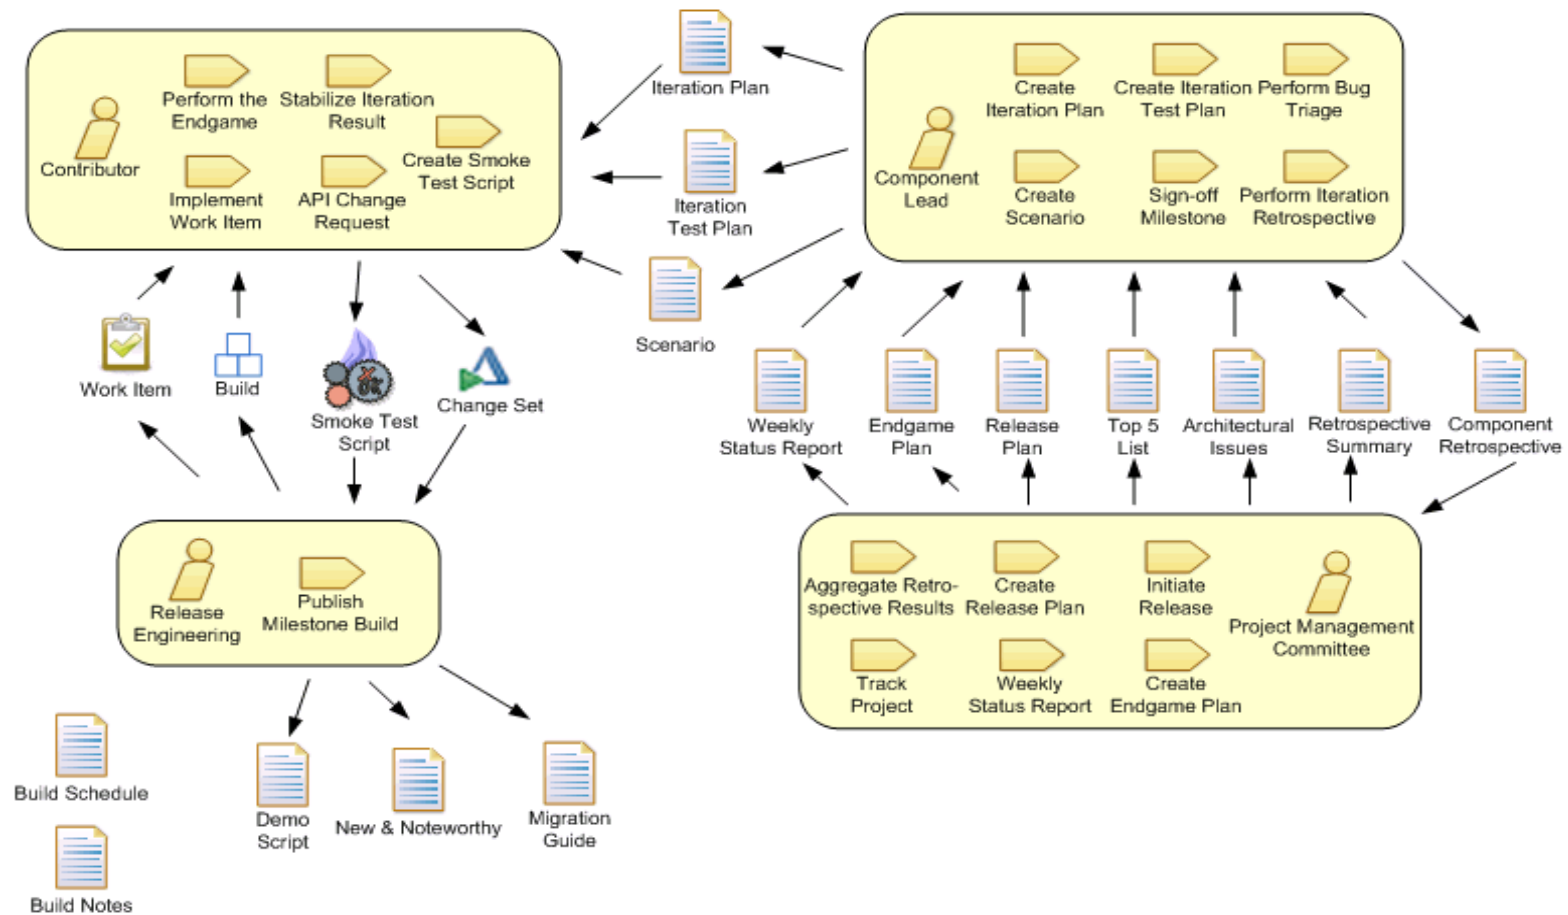 Perform the
Endgame
Stabilize Iteration
Result
Create Smoke
Test Script
Contributor
Implement
Work Item
API Change
Request
Iteration Plan
Iteration
Test Plan
Scenario
Create
Iteration Plan
Create Iteration
Test Plan
Perform Bug
Triage
Component
Lead
Create
Scenario
Sign-off
Milestone
Perform Iteration
Retrospective
Work Item
Build
Smoke Test
Script
Change Set
Weekly
Status Report
Endgame
Plan
Release
Plan
Top 5
List
Architectural
Issues
Retrospective
Summary
Component
Retrospective
Release
Engineering
Publish
Milestone Build
Aggregate Retro-
spective Results
Create
Release Plan
Initiate
Release
Project Management
Committee
Track
Project
Weekly
Status Report
Create
Endgame Plan
Build Schedule
Demo
Script
New & Noteworthy
Migration
Guide
Build Notes
X
OK